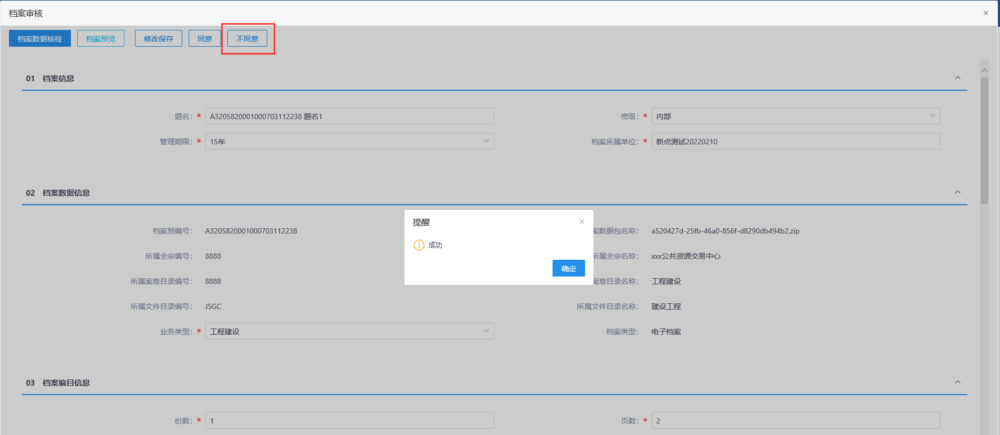 档案审核
档案数据核检 档案预览 修改保存 同意 不同意
01 档案信息
题名： * A3205820001000703112238 题名1 密级： * 内部
管理期限： * 15年 档案所属单位： * 新点测试20220210
02 档案数据信息
提醒
成功
确定
档案预编号： A3205820001000703112238 案数据包名称： a520427d-25fb-46a0-856f-d8290db494b2.zip
所属全宗编号： 8888 所属全宗名称： xxx公共资源交易中心
所属案卷目录编号： 8888 案卷目录名称： 工程建设
所属文件目录编号： JSGC 所属文件目录名称： 建设工程
业务类型： * 工程建设 档案类型： 电子档案
03 档案编目信息
份数： * 1 页数： * 2